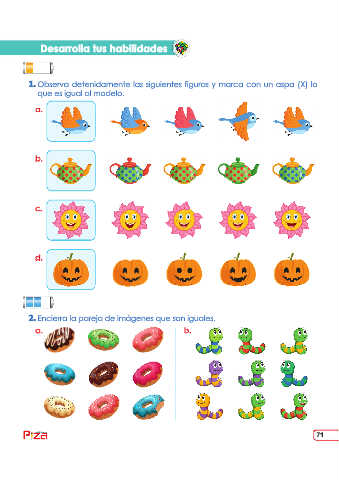 Desarrolla tus habilidades
1. Observa detenidamente las siguientes figuras y marca con un aspa (X) lo
que es igual al modelo.
a.
b.
c.
d.
2. Encierra la pareja de imágenes que son iguales.
a.
b.
Piza
71